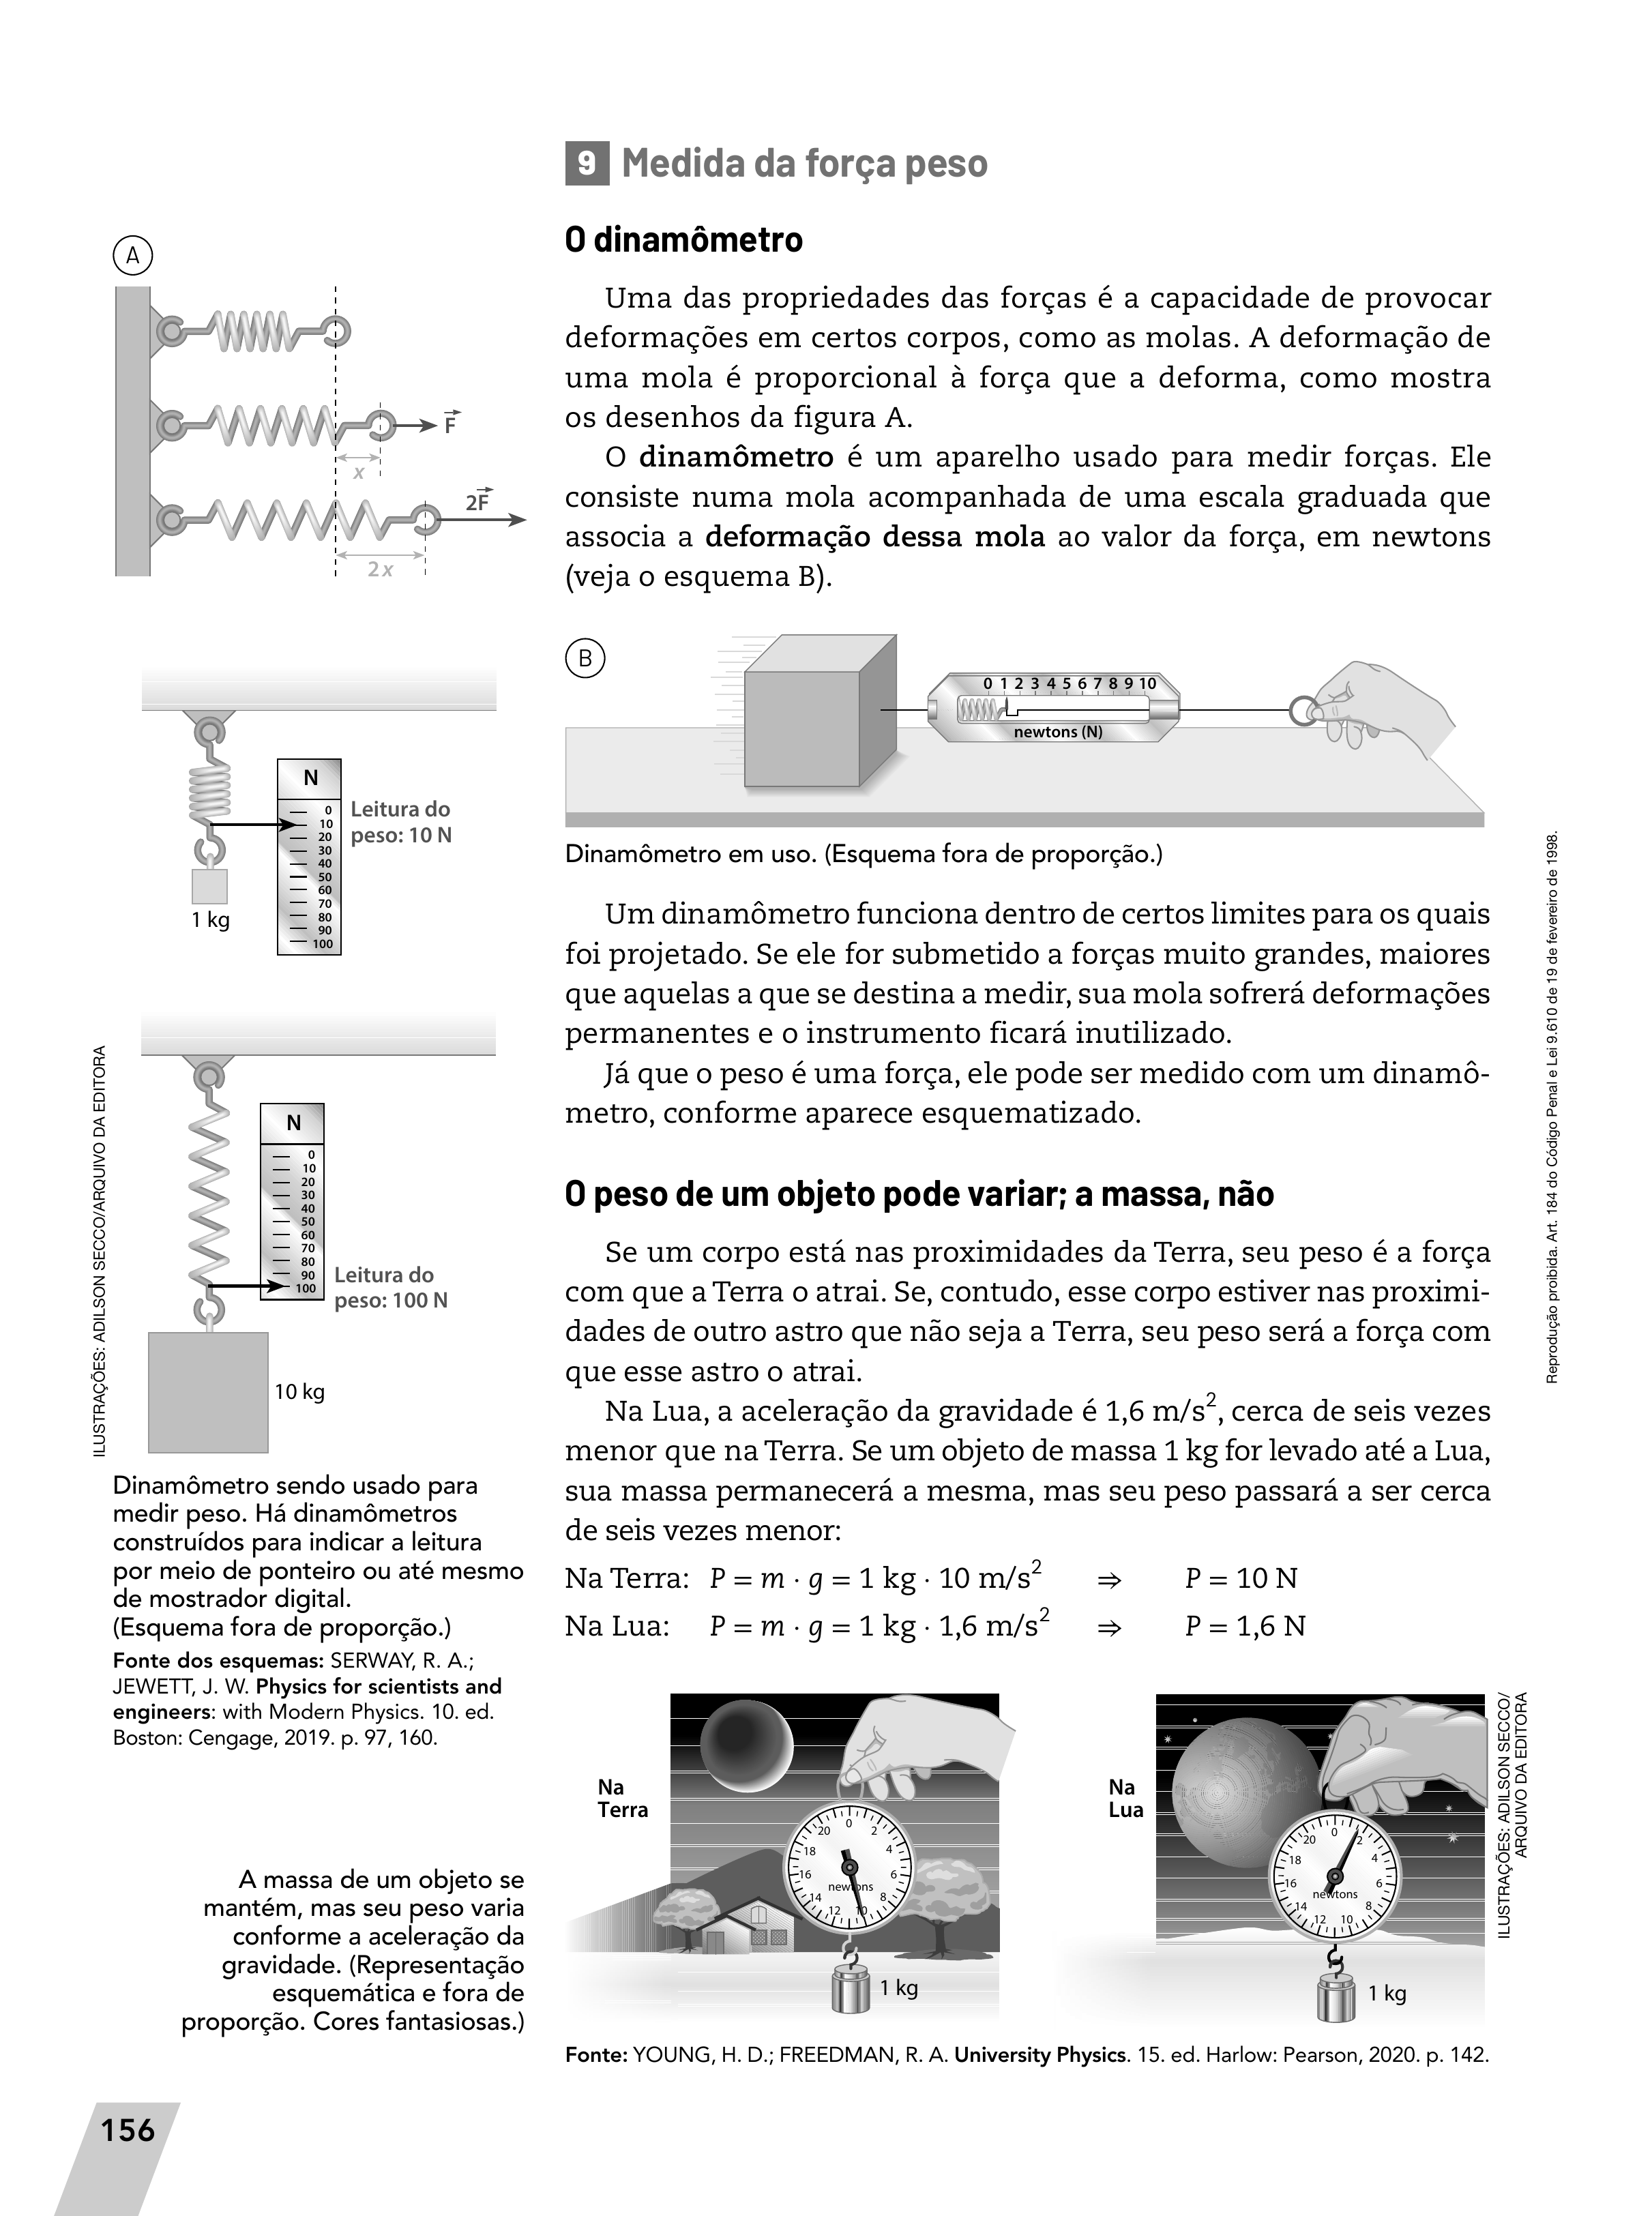 9 Medida da força peso
O dinamômetro
Uma das propriedades das forças é a capacidade de provocar
deformações em certos corpos, como as molas. A deformação de
uma mola é proporcional à força que a deforma, como mostra
os desenhos da figura A.
O dinamômetro é um aparelho usado para medir forças. Ele
consiste numa mola acompanhada de uma escala graduada que
associa a deformação dessa mola ao valor da força, em newtons
(veja o esquema B).
A
F
x
2F
2x
B
0 1 2 3 4 5 6 7 8 9 10
newtons (N)
Dinamômetro em uso. (Esquema fora de proporção.)
Um dinamômetro funciona dentro de certos limites para os quais
foi projetado. Se ele for submetido a forças muito grandes, maiores
que aquelas a que se destina a medir, sua mola sofrerá deformações
permanentes e o instrumento ficará inutilizado.
Já que o peso é uma força, ele pode ser medido com um dinamô-
metro, conforme aparece esquematizado.
N
0
10
20
30
40
50
60
70
80
90
100
Leitura do
peso: 10 N
1 kg
N
0
10
20
30
40
50
60
70
80
90
100
Leitura do
peso: 100 N
10 kg
ILUSTRAÇÕES: ADILSON SECCO/ARQUIVO DA EDITORA
Dinamômetro sendo usado para
medir peso. Há dinamômetros
construídos para indicar a leitura
por meio de ponteiro ou até mesmo
de mostrador digital.
(Esquema fora de proporção.)
Fonte dos esquemas: SERWAY, R. A.;
JEWETT, J. W. Physics for scientists and
engineers: with Modern Physics. 10. ed.
Boston: Cengage, 2019. p. 97, 160.
O peso de um objeto pode variar; a massa, não
Se um corpo está nas proximidades da Terra, seu peso é a força
com que a Terra o atrai. Se, contudo, esse corpo estiver nas proximi-
dades de outro astro que não seja a Terra, seu peso será a força com
que esse astro o atrai.
Na Lua, a aceleração da gravidade é 1,6 m/s², cerca de seis vezes
menor que na Terra. Se um objeto de massa 1 kg for levado até a Lua,
sua massa permanecerá a mesma, mas seu peso passará a ser cerca
de seis vezes menor:
Na Terra: P = m · g = 1 kg · 10 m/s² ⇒ P = 10 N
Na Lua: P = m · g = 1 kg · 1,6 m/s² ⇒ P = 1,6 N
Na
Terra
0
2
4
6
8
10
12
14
16
18
20
newtons
1 kg
Na
Lua
0
2
4
6
8
10
12
14
16
18
20
newtons
1 kg
ILUSTRAÇÕES: ADILSON SECCO/
ARQUIVO DA EDITORA
A massa de um objeto se
mantém, mas seu peso varia
conforme a aceleração da
gravidade. (Representação
esquemática e fora de
proporção. Cores fantasiosas.)
Fonte: YOUNG, H. D.; FREEDMAN, R. A. University Physics. 15. ed. Harlow: Pearson, 2020. p. 142.
Reprodução proibida. Art. 184 do Código Penal e Lei 9.610 de 19 de fevereiro de 1998.
156